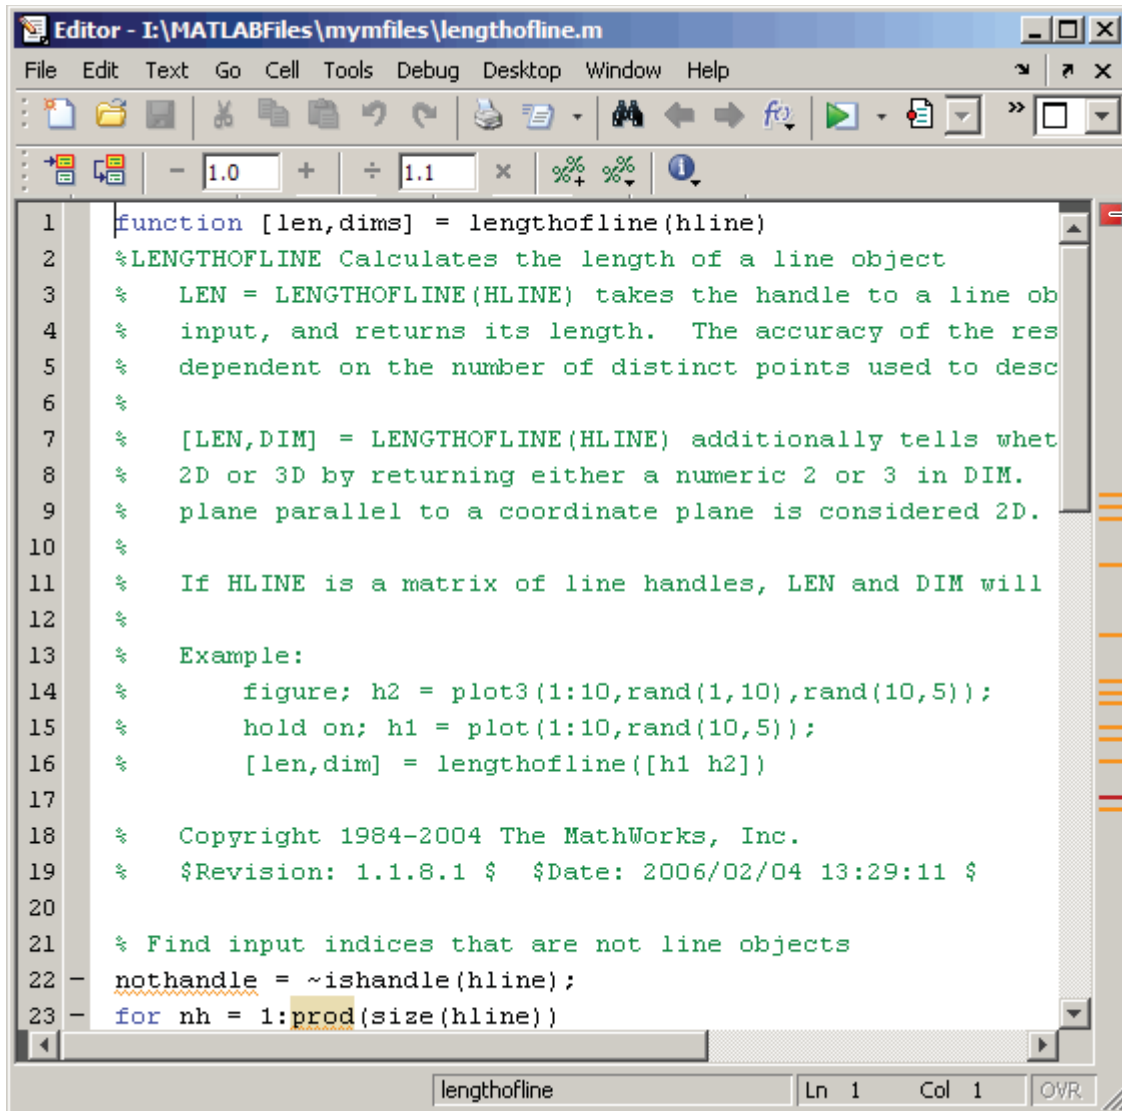 Editor - I:\MATLABFiles\mymfiles\lengthofline.m
File Edit Text Go Cell Tools Debug Desktop Window Help
- 1.0 + ÷ 1.1 ×
1 function [len,dims] = lengthofline(hline)
2 %LENGTHOFLINE Calculates the length of a line object
3 %   LEN = LENGTHOFLINE(HLINE) takes the handle to a line ob
4 %   input, and returns its length.  The accuracy of the res
5 %   dependent on the number of distinct points used to desc
6 %
7 %   [LEN,DIM] = LENGTHOFLINE(HLINE) additionally tells whet
8 %   2D or 3D by returning either a numeric 2 or 3 in DIM.
9 %   plane parallel to a coordinate plane is considered 2D.
10 %
11 %   If HLINE is a matrix of line handles, LEN and DIM will
12 %
13 %   Example:
14 %       figure; h2 = plot3(1:10,rand(1,10),rand(10,5));
15 %       hold on; h1 = plot(1:10,rand(10,5));
16 %       [len,dim] = lengthofline([h1 h2])
17
18 %   Copyright 1984-2004 The MathWorks, Inc.
19 %   $Revision: 1.1.8.1 $  $Date: 2006/02/04 13:29:11 $
20
21 % Find input indices that are not line objects
22 - nothandle = ~ishandle(hline);
23 - for nh = 1:prod(size(hline))
lengthofline Ln 1 Col 1 OVR